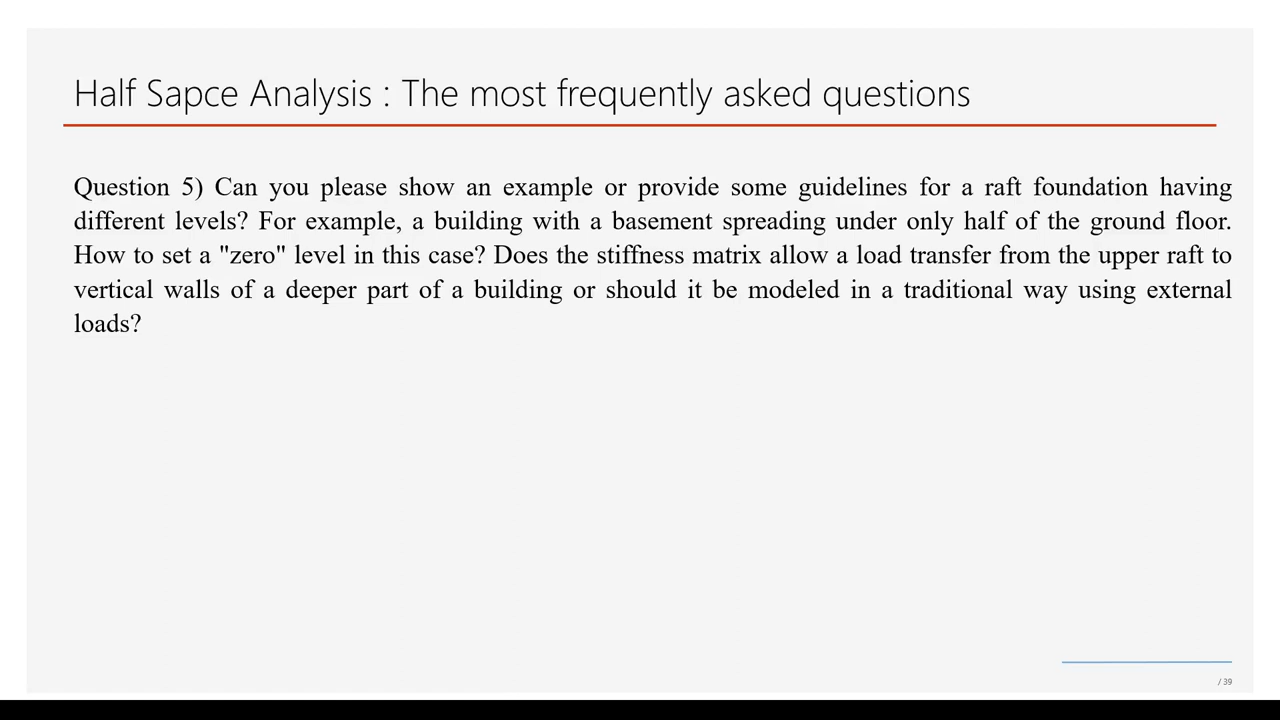 Half Sapce Analysis : The most frequently asked questions
Question 5) Can you please show an example or provide some guidelines for a raft foundation having
different levels? For example, a building with a basement spreading under only half of the ground floor.
How to set a "zero" level in this case? Does the stiffness matrix allow a load transfer from the upper raft to
vertical walls of a deeper part of a building or should it be modeled in a traditional way using external
loads?
/ 39